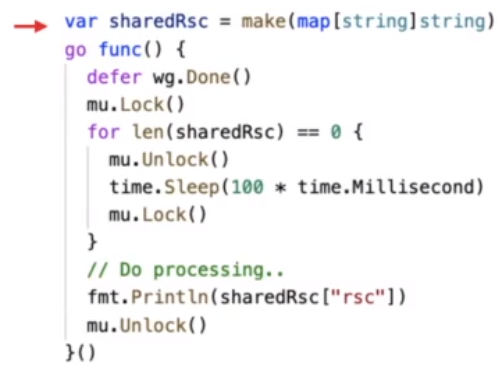 var sharedRsc = make(map[string]string)
go func() {
defer wg.Done()
mu.Lock()
for len(sharedRsc) == 0 {
mu.Unlock()
time.Sleep(100 * time.Millisecond)
mu.Lock()
}
// Do processing..
fmt.Println(sharedRsc["rsc"])
mu.Unlock()
}()